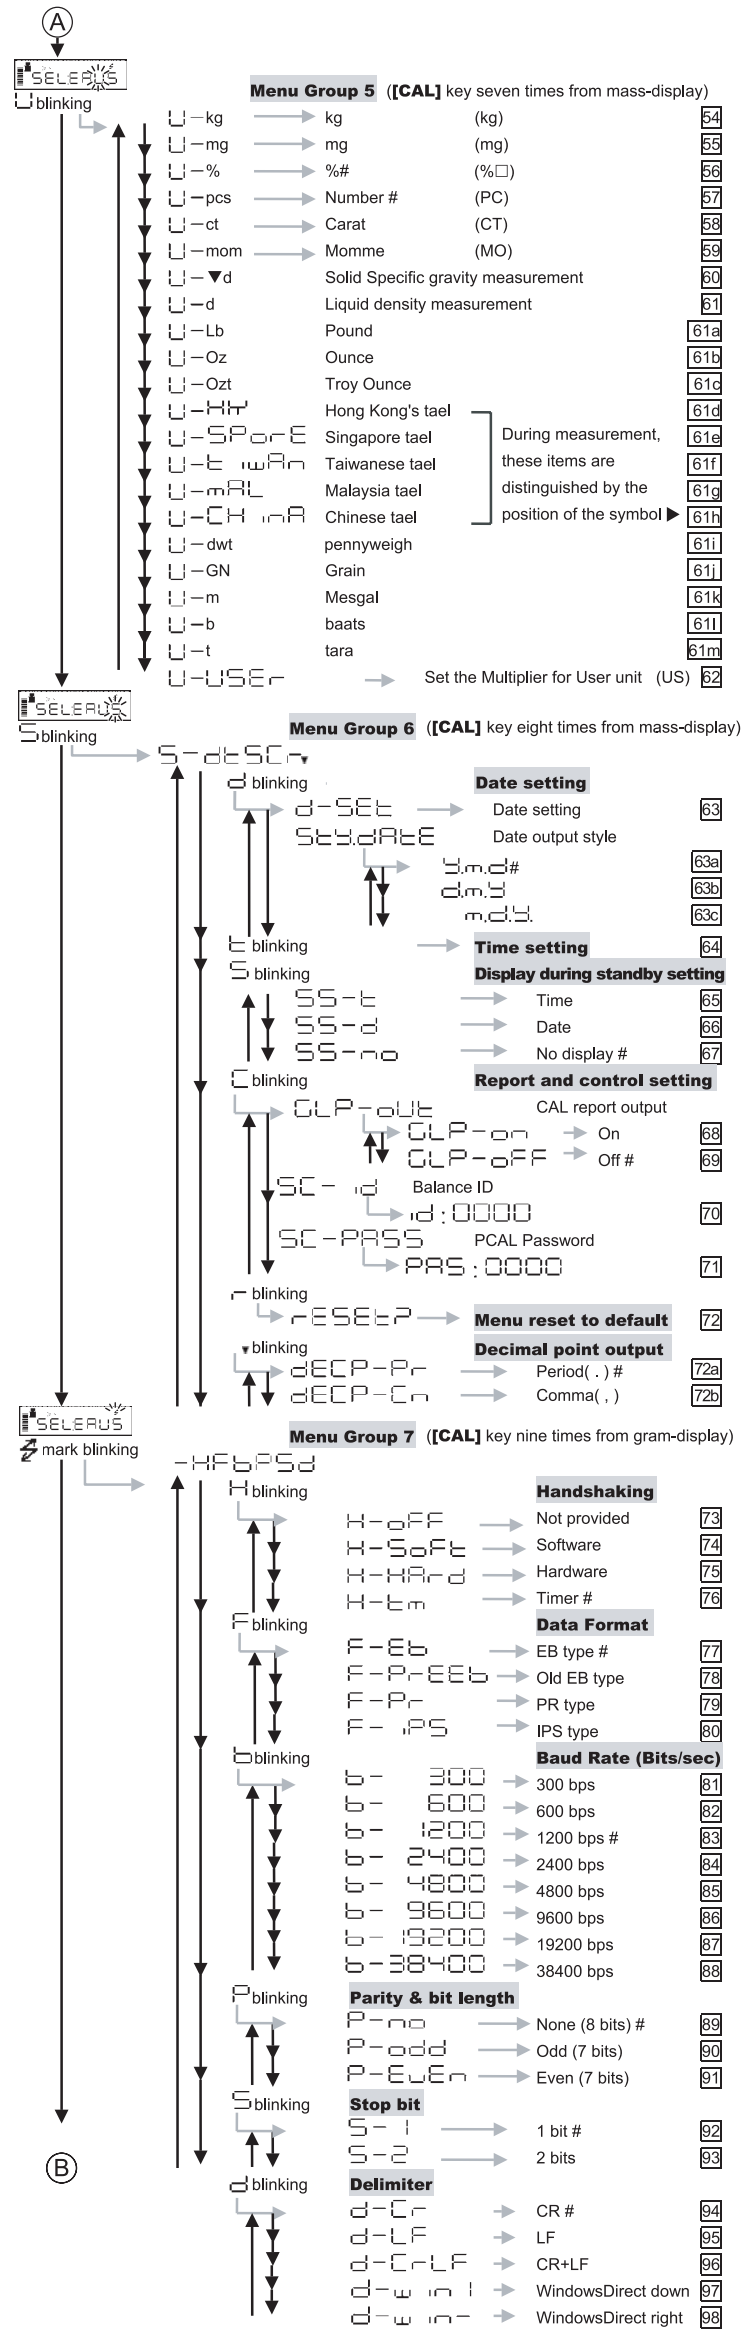 A
SELEAUS
U blinking
Menu Group 5 ([CAL] key seven times from mass-display)
U-kg kg (kg) 54
U-mg mg (mg) 55
U-% %# (%□) 56
U-pcs Number # (PC) 57
U-ct Carat (CT) 58
U-mom Momme (MO) 59
U-▼d Solid Specific gravity measurement 60
U-d Liquid density measurement 61
U-Lb Pound 61a
U-Oz Ounce 61b
U-Ozt Troy Ounce 61c
U-HK Hong Kong's tael 61d
U-SPorE Singapore tael During measurement, 61e
U-tiwAn Taiwanese tael these items are 61f
U-mAL Malaysia tael distinguished by the 61g
U-CHinA Chinese tael position of the symbol ▶ 61h
U-dwt pennyweigh 61i
U-GN Grain 61j
U-m Mesgal 61k
U-b baats 61l
U-t tara 61m
U-USEr Set the Multiplier for User unit (US) 62
SELEAUS
S blinking
Menu Group 6 ([CAL] key eight times from mass-display)
S-dtSCr▼
d blinking Date setting
d-SEt Date setting 63
StY.dAtE Date output style
Y.m.d# 63a
d.m.Y 63b
m.d.Y. 63c
t blinking Time setting 64
S blinking Display during standby setting
SS-t Time 65
SS-d Date 66
SS-no No display # 67
C blinking Report and control setting
GLP-oUt CAL report output
GLP-on On 68
GLP-oFF Off # 69
SC-id Balance ID
id:0000 70
SC-PASS PCAL Password
PAS:0000 71
r blinking
rESEt? Menu reset to default 72
▼ blinking Decimal point output
dECP-Pr Period( . ) # 72a
dECP-Cn Comma( , ) 72b
SELEAUS
mark blinking
Menu Group 7 ([CAL] key nine times from gram-display)
-HFbPSd
H blinking Handshaking
H-oFF Not provided 73
H-SoFt Software 74
H-HArd Hardware 75
H-tm Timer # 76
F blinking Data Format
F-Eb EB type # 77
F-PrEEb Old EB type 78
F-Pr PR type 79
F-iPS IPS type 80
b blinking Baud Rate (Bits/sec)
b- 300 300 bps 81
b- 600 600 bps 82
b- 1200 1200 bps # 83
b- 2400 2400 bps 84
b- 4800 4800 bps 85
b- 9600 9600 bps 86
b- 19200 19200 bps 87
b-38400 38400 bps 88
P blinking Parity & bit length
P-no None (8 bits) # 89
P-odd Odd (7 bits) 90
P-EvEn Even (7 bits) 91
S blinking Stop bit
S-1 1 bit # 92
S-2 2 bits 93
B
d blinking Delimiter
d-Cr CR # 94
d-LF LF 95
d-CrLF CR+LF 96
d-win1 WindowsDirect down 97
d-win- WindowsDirect right 98